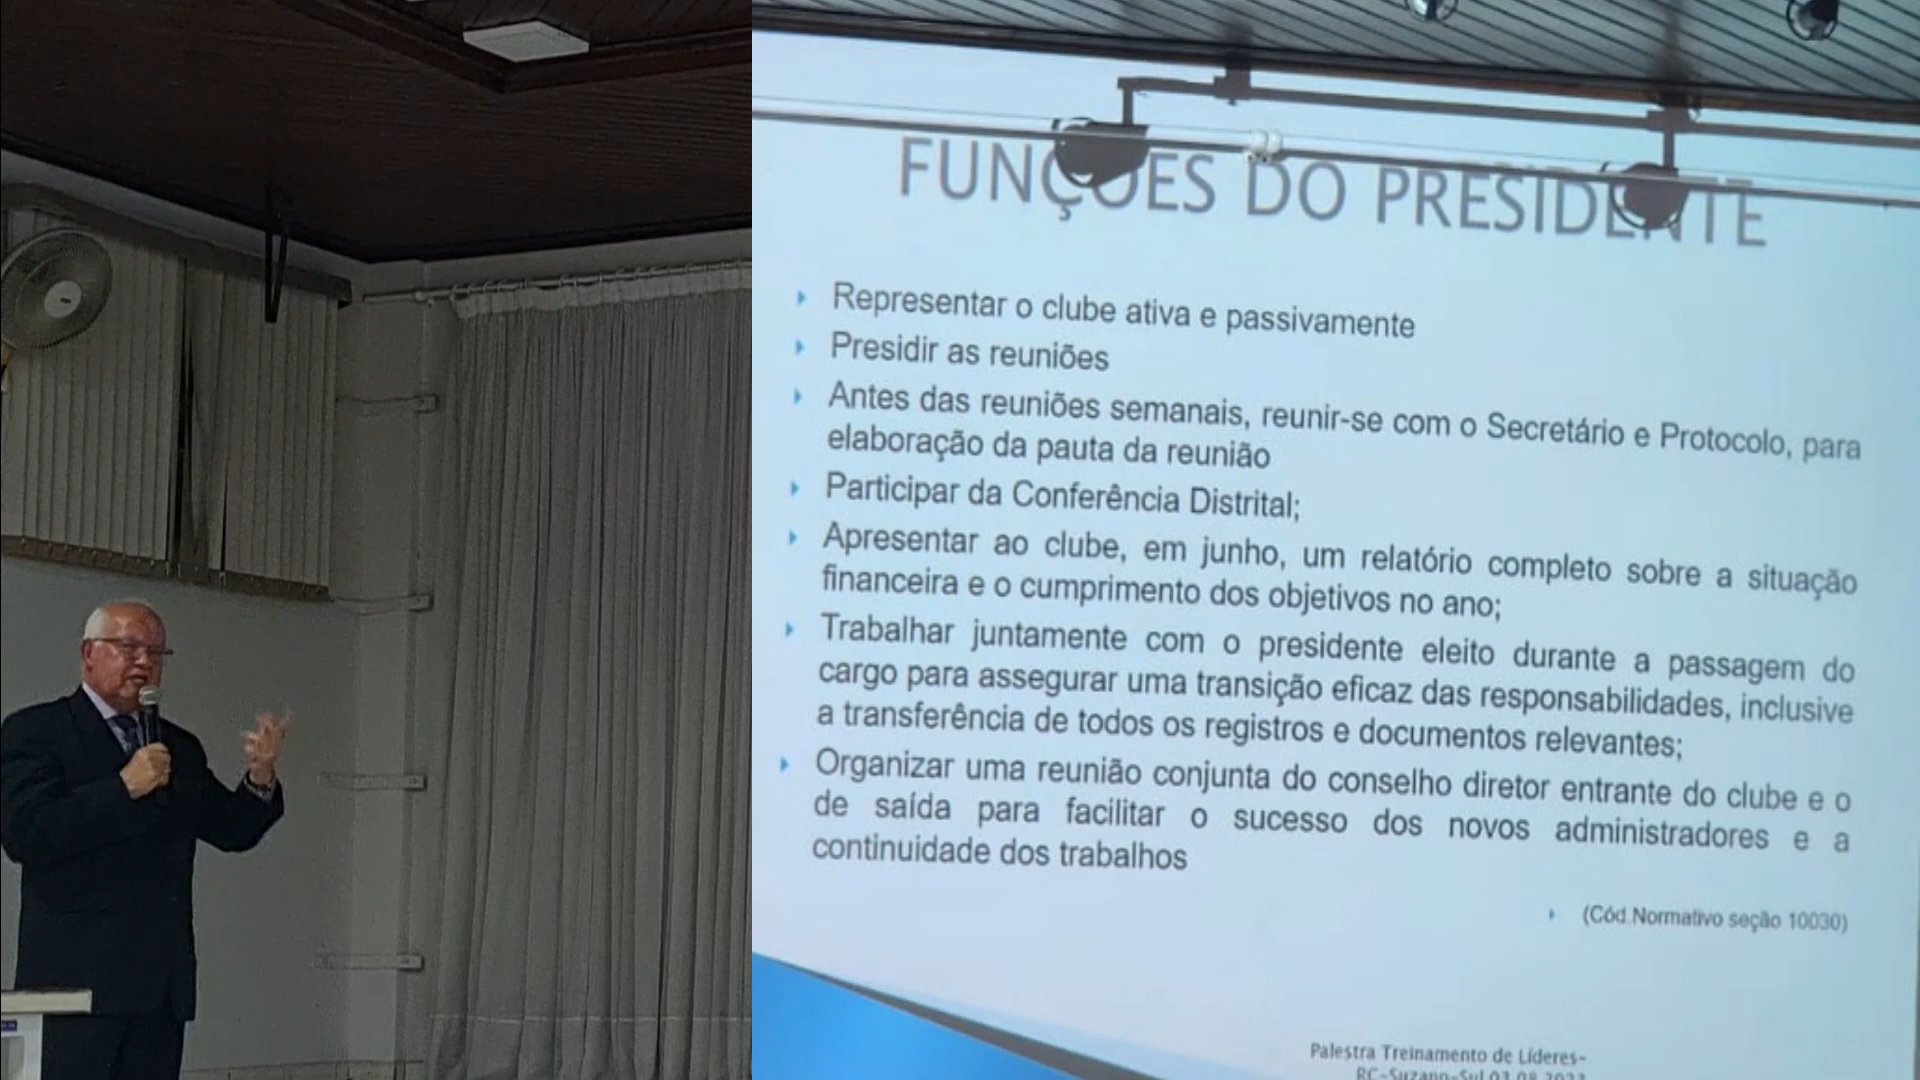 FUNÇÕES DO PRESIDENTE
Representar o clube ativa e passivamente
Presidir as reuniões
Antes das reuniões semanais, reunir-se com o Secretário e Protocolo, para
elaboração da pauta da reunião
Participar da Conferência Distrital;
Apresentar ao clube, em junho, um relatório completo sobre a situação
financeira e o cumprimento dos objetivos no ano;
Trabalhar juntamente com o presidente eleito durante a passagem do
cargo para assegurar uma transição eficaz das responsabilidades, inclusive
a transferência de todos os registros e documentos relevantes;
Organizar uma reunião conjunta do conselho diretor entrante do clube e o
de saída para facilitar o sucesso dos novos administradores e a
continuidade dos trabalhos
(Cód.Normativo seção 10030)
Palestra Treinamento de Líderes-
RC-Suzano-Sul